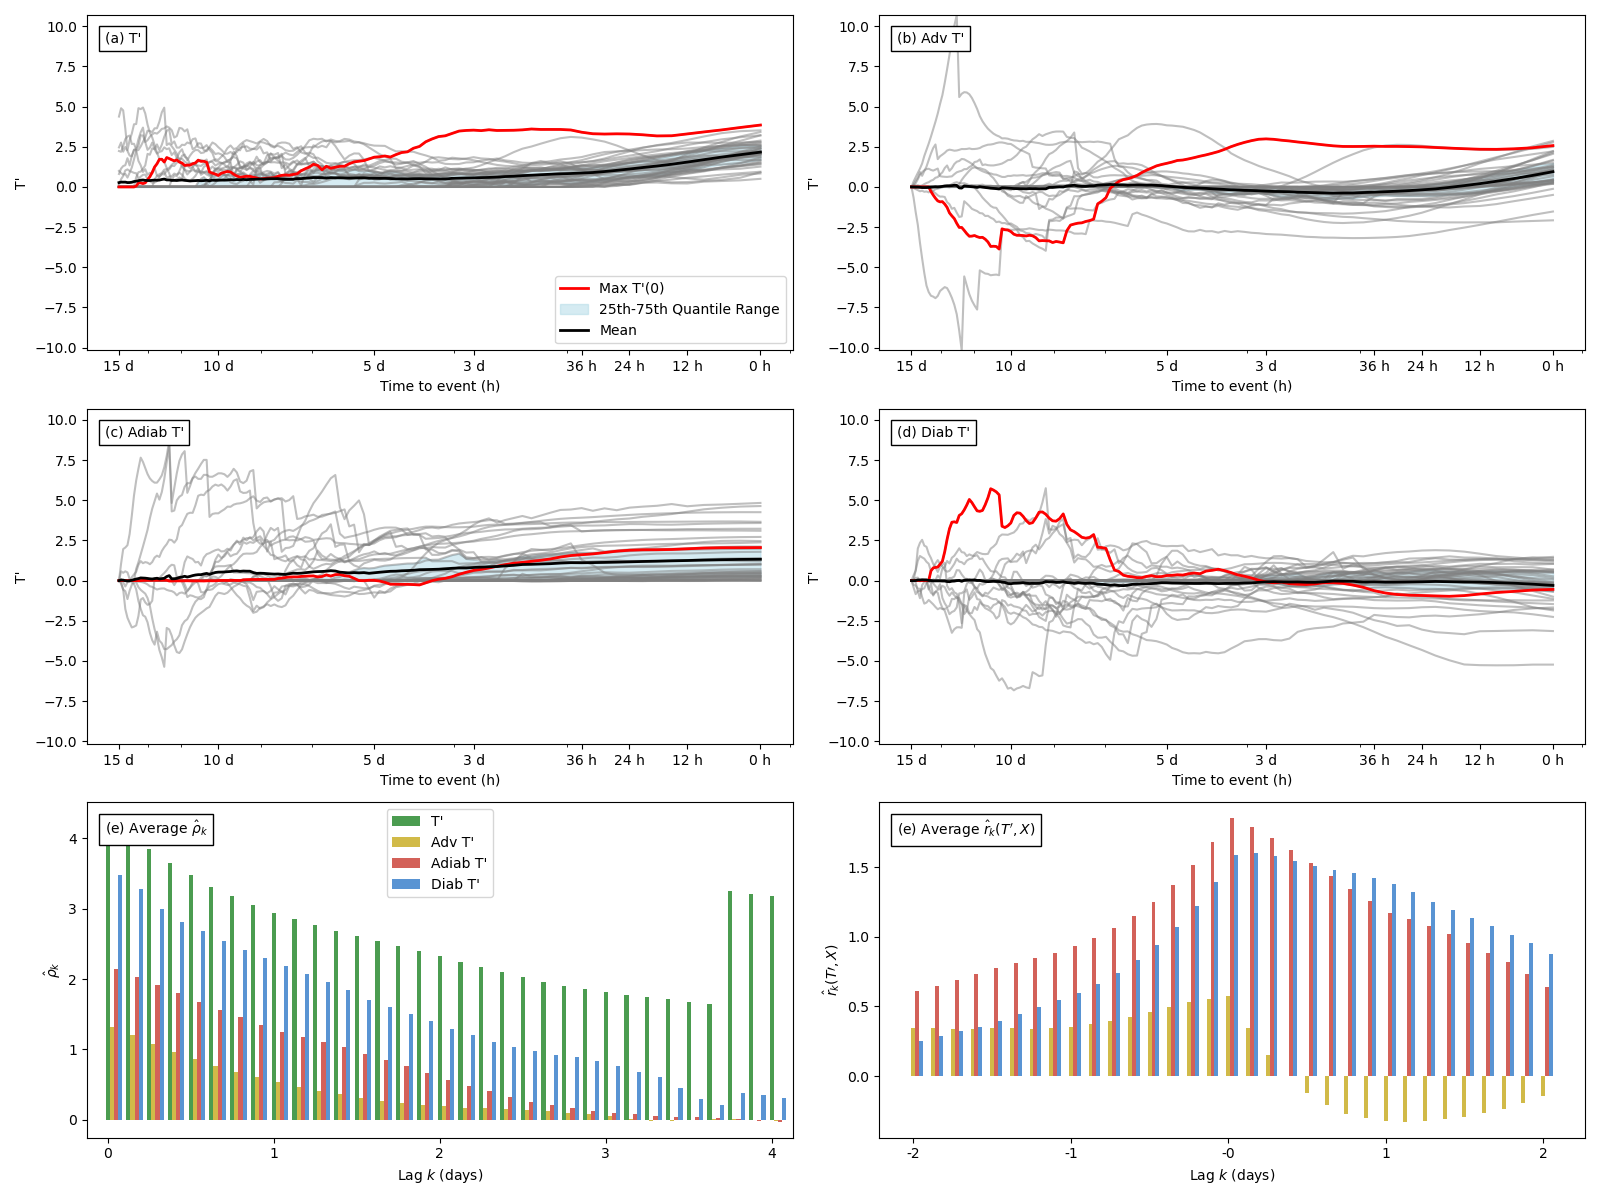 (a) T'
10.0
7.5
5.0
2.5
0.0
−2.5
−5.0
−7.5
−10.0
T'
Max T'(0)
25th-75th Quantile Range
Mean
15 d 10 d 5 d 3 d 36 h 24 h 12 h 0 h
Time to event (h)
(b) Adv T'
10.0
7.5
5.0
2.5
0.0
−2.5
−5.0
−7.5
−10.0
T'
15 d 10 d 5 d 3 d 36 h 24 h 12 h 0 h
Time to event (h)
(c) Adiab T'
10.0
7.5
5.0
2.5
0.0
−2.5
−5.0
−7.5
−10.0
T'
15 d 10 d 5 d 3 d 36 h 24 h 12 h 0 h
Time to event (h)
(d) Diab T'
10.0
7.5
5.0
2.5
0.0
−2.5
−5.0
−7.5
−10.0
T'
15 d 10 d 5 d 3 d 36 h 24 h 12 h 0 h
Time to event (h)
(e) Average ρ̂ₖ
T'
Adv T'
Adiab T'
Diab T'
4
3
2
1
0
ρ̂ₖ
0 1 2 3 4
Lag k (days)
(e) Average r̂ₖ(T′, X)
1.5
1.0
0.5
0.0
r̂ₖ(T′, X)
-2 -1 -0 1 2
Lag k (days)